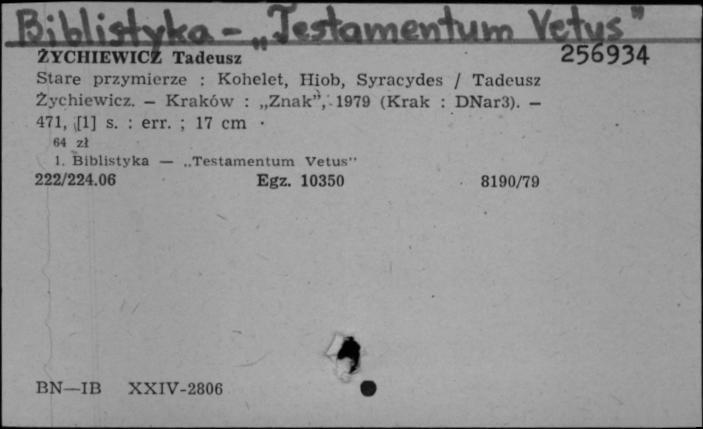 Biblistyka - „Testamentum Vetus"
ŻYCHIEWICZ Tadeusz 256934
Stare przymierze : Kohelet, Hiob, Syracydes / Tadeusz
Żychiewicz. — Kraków : „Znak”, 1979 (Krak : DNar3). —
471, [1] s. : err. ; 17 cm
64 zł
1. Biblistyka — „Testamentum Vetus"
222/224.06 Egz. 10350 8190/79
BN—IB XXIV-2806